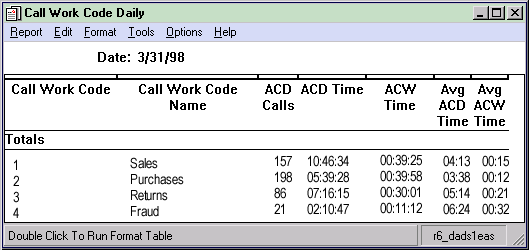 Call Work Code Daily
Report Edit Format Tools Options Help
Date: 3/31/98
Call Work Code Call Work Code Name ACD Calls ACD Time ACW Time Avg ACD Time Avg ACW Time
Totals
1 Sales 157 10:46:34 00:39:25 04:13 00:15
2 Purchases 198 05:39:28 00:39:58 03:38 00:12
3 Returns 86 07:16:15 00:30:01 05:14 00:21
4 Fraud 21 02:10:47 00:11:12 06:24 00:32
Double Click To Run Format Table r6_dads1eas